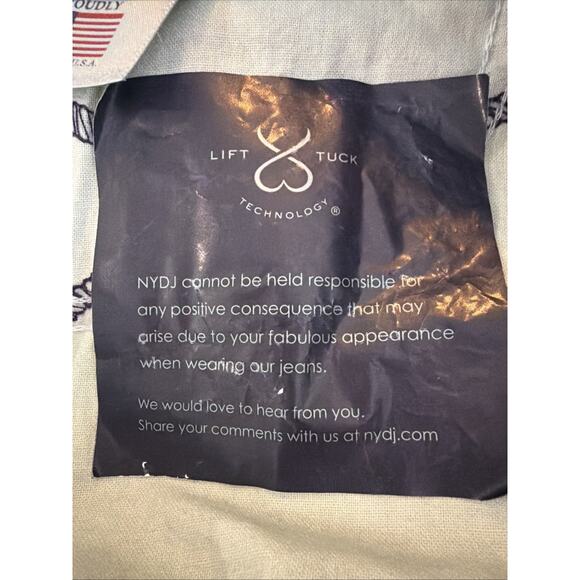 PROUDLY
U.S.A.
LIFT TUCK
TECHNOLOGY®
NYDJ cannot be held responsible for
any positive consequence that may
arise due to your fabulous appearance
when wearing our jeans.
We would love to hear from you.
Share your comments with us at nydj.com